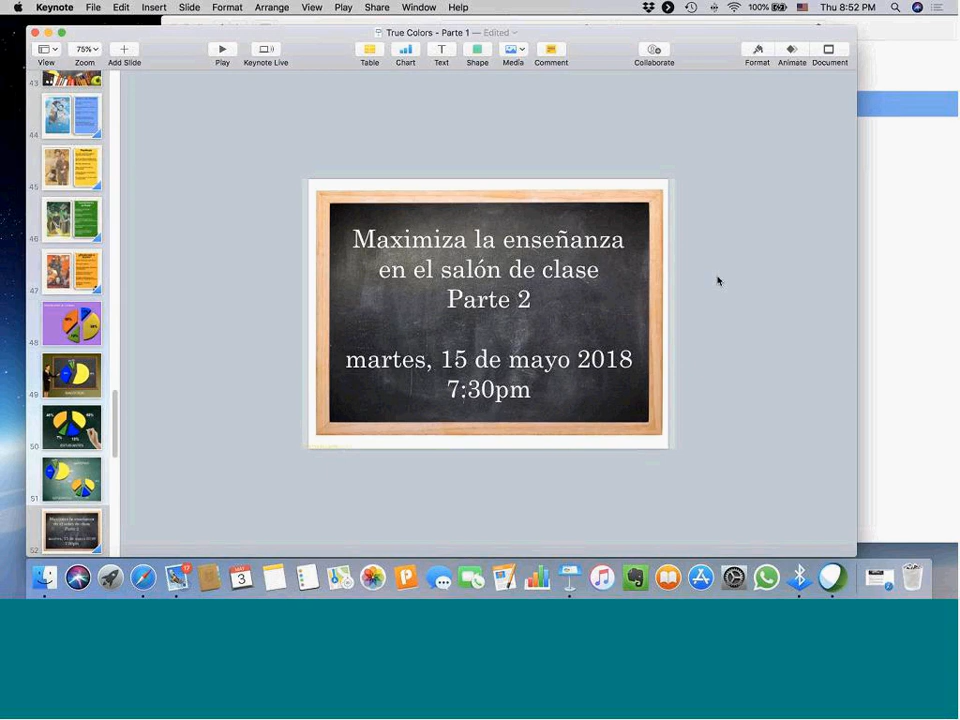 Keynote File Edit Insert Slide Format Arrange View Play Share Window Help 100% Thu 8:52 PM
True Colors - Parte 1 — Edited
75%
View Zoom Add Slide Play Keynote Live Table Chart Text Shape Media Comment Collaborate Format Animate Document
43
44
45
46
47
48
49
50
51
52
Maximiza la enseñanza
en el salón de clase
Parte 2
martes, 15 de mayo 2018
7:30pm
MAY
3
17